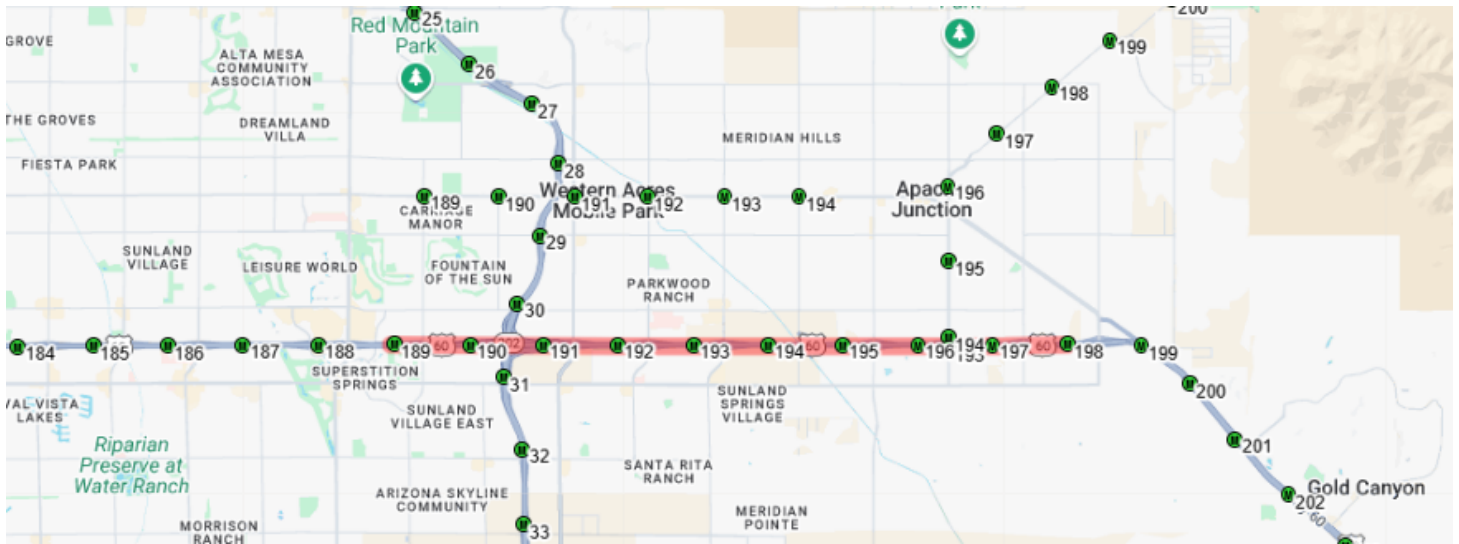 200
25
Red Mountain
Park
Park
199
GROVE
ALTA MESA
COMMUNITY
ASSOCIATION
26
198
27
THE GROVES
DREAMLAND
VILLA
MERIDIAN HILLS
197
FIESTA PARK
28
189
190
Western Acres
Mobile Park
191
192
193
194
Apac
Junction
196
CARRIAGE
MANOR
29
SUNLAND
VILLAGE
LEISURE WORLD
FOUNTAIN
OF THE SUN
195
PARKWOOD
RANCH
30
184
185
186
187
188
189
60
190
202
191
192
193
194
60
195
196
194
193
197
60
198
199
SUPERSTITION
SPRINGS
31
200
VAL VISTA
LAKES
SUNLAND
VILLAGE EAST
SUNLAND
SPRINGS
VILLAGE
Riparian
Preserve at
Water Ranch
201
32
SANTA RITA
RANCH
ARIZONA SKYLINE
COMMUNITY
Gold Canyon
202
60
MORRISON
RANCH
33
MERIDIAN
POINTE